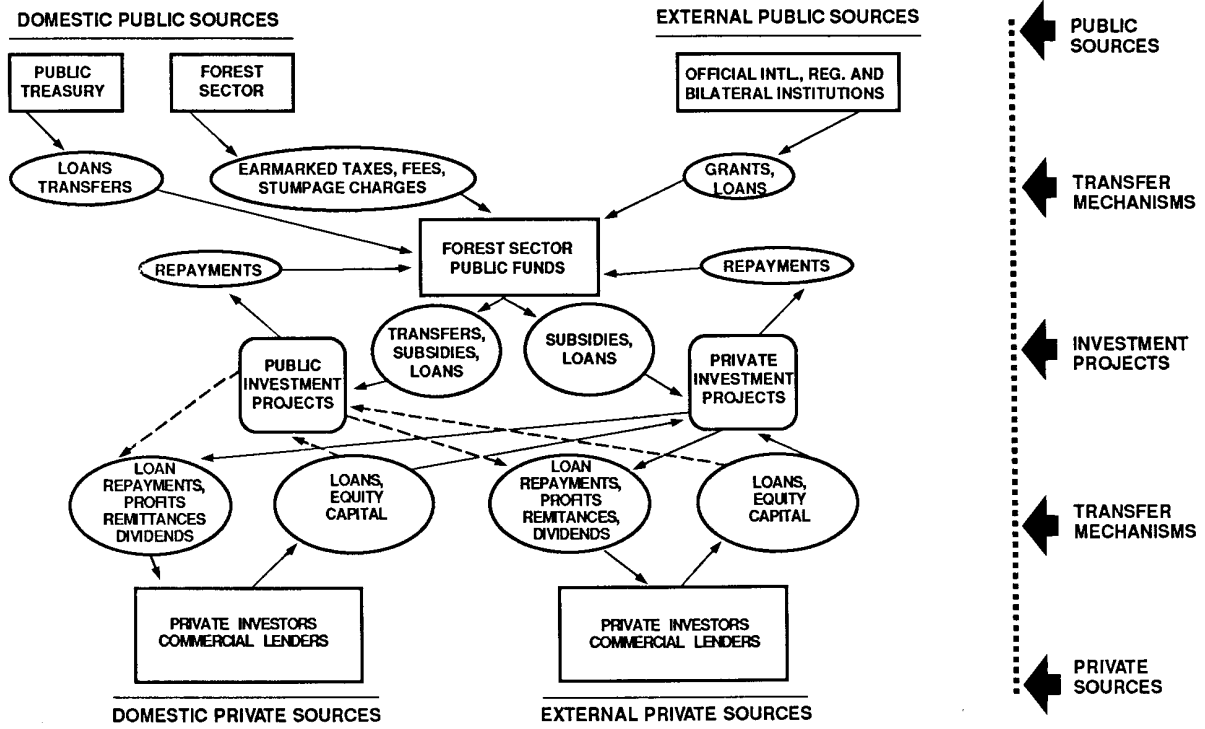 DOMESTIC PUBLIC SOURCES
EXTERNAL PUBLIC SOURCES
PUBLIC
SOURCES
PUBLIC
TREASURY
FOREST
SECTOR
OFFICIAL INTL., REG. AND
BILATERAL INSTITUTIONS
LOANS
TRANSFERS
EARMARKED TAXES, FEES,
STUMPAGE CHARGES
GRANTS,
LOANS
TRANSFER
MECHANISMS
FOREST SECTOR
PUBLIC FUNDS
REPAYMENTS
REPAYMENTS
TRANSFERS,
SUBSIDIES,
LOANS
SUBSIDIES,
LOANS
PUBLIC
INVESTMENT
PROJECTS
PRIVATE
INVESTMENT
PROJECTS
INVESTMENT
PROJECTS
LOAN
REPAYMENTS,
PROFITS
REMITTANCES
DIVIDENDS
LOANS,
EQUITY
CAPITAL
LOAN
REPAYMENTS,
PROFITS
REMITANCES,
DIVIDENDS
LOANS,
EQUITY
CAPITAL
TRANSFER
MECHANISMS
PRIVATE INVESTORS
COMMERCIAL LENDERS
PRIVATE INVESTORS
COMMERCIAL LENDERS
PRIVATE
SOURCES
DOMESTIC PRIVATE SOURCES
EXTERNAL PRIVATE SOURCES